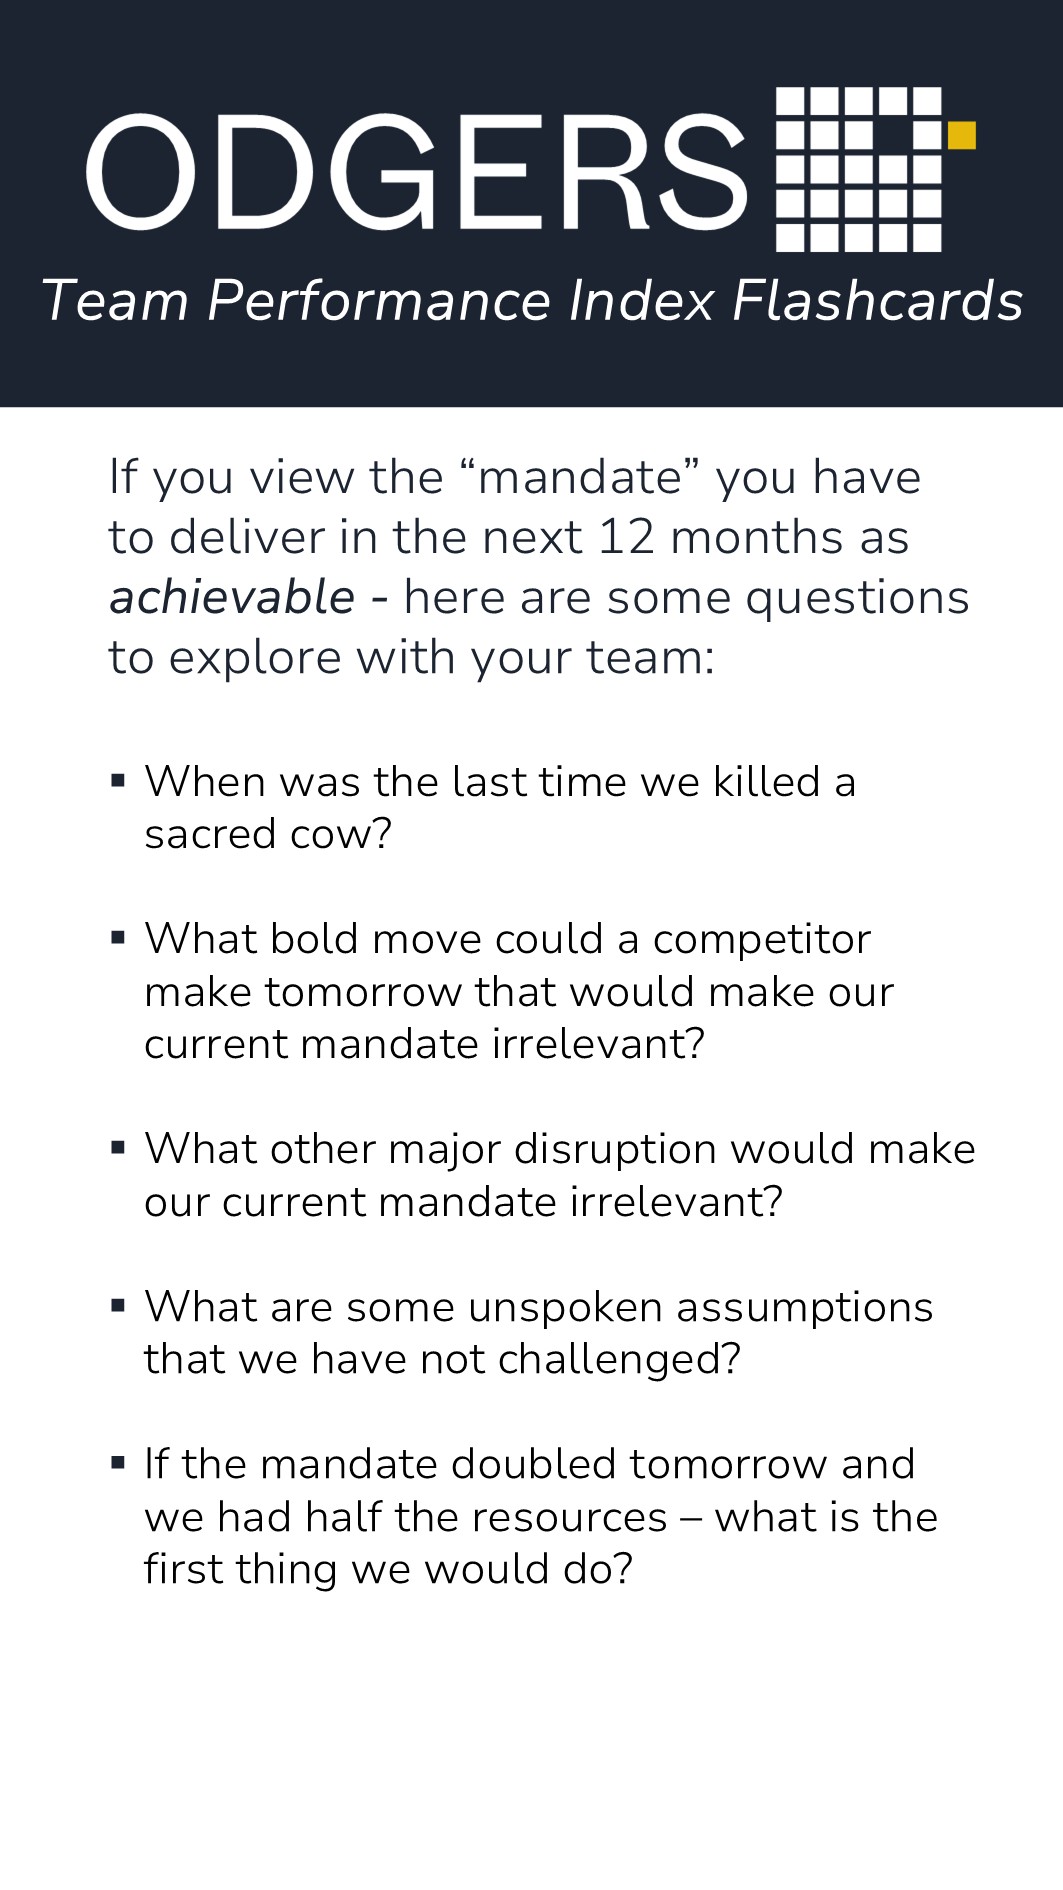 ODGERS
Team Performance Index Flashcards
If you view the “mandate” you have
to deliver in the next 12 months as
achievable - here are some questions
to explore with your team:
▪ When was the last time we killed a
sacred cow?
▪ What bold move could a competitor
make tomorrow that would make our
current mandate irrelevant?
▪ What other major disruption would make
our current mandate irrelevant?
▪ What are some unspoken assumptions
that we have not challenged?
▪ If the mandate doubled tomorrow and
we had half the resources – what is the
first thing we would do?